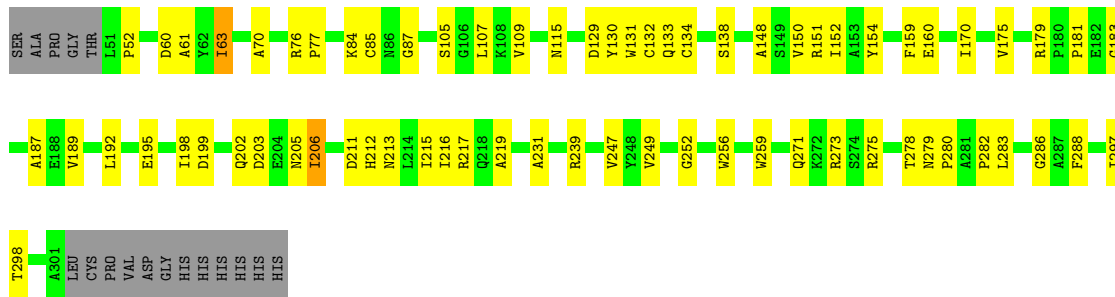 SER ALA PRO GLY THR L51 P52 D60 A61 Y62 I63 A70 R76 P77 K84 C85 N86 G87 S105 G106 L107 K108 V109 N115 D129 Y130 W131 C132 Q133 C134 S138 A148 S149 V150 R151 I152 A153 Y154 F159 E160 I170 V175 R179 P180 P181 E182
A187 E188 V189 L192 E195 I198 D199 Q202 D203 E204 N205 I206 D211 H212 N213 L214 I215 I216 R217 Q218 A219 A231 R239 V247 Y248 V249 G252 W256 W259 Q271 R273 S274 R275 T278 N279 P280 A281 P282 L283 G286 A287 F288
T298 A301 LEU CYS PRO VAL ASP GLY HIS HIS HIS HIS HIS HIS